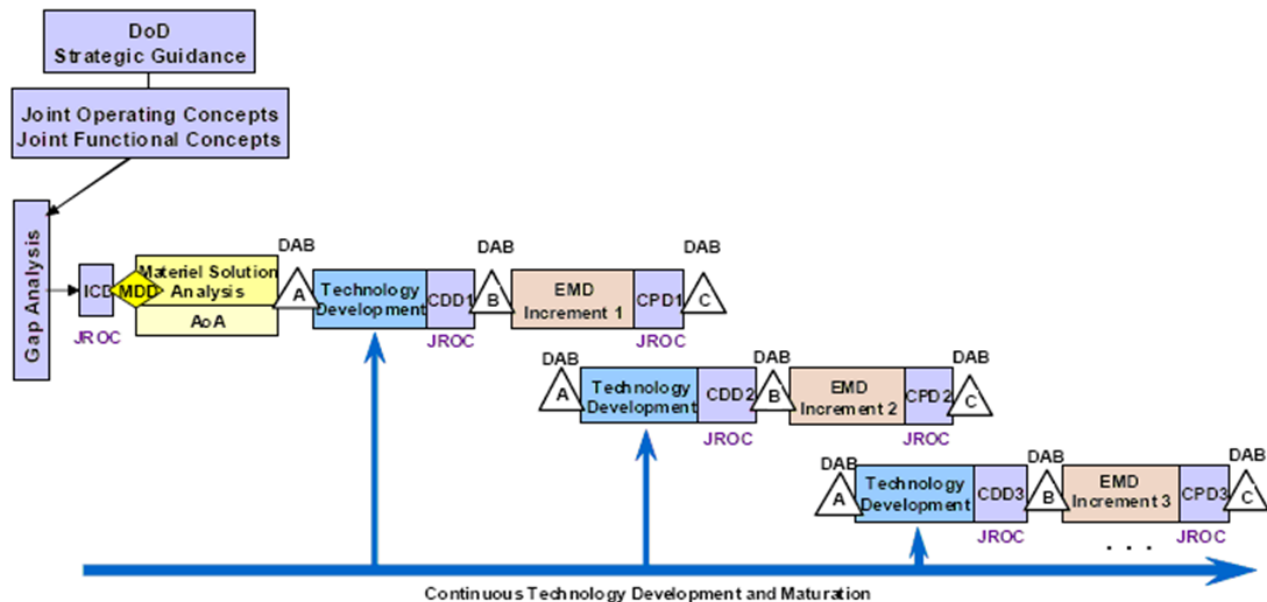 DoD
Strategic Guidance
Joint Operating Concepts
Joint Functional Concepts
Gap Analysis
ICD
MDD
Materiel Solution
Analysis
AoA
JROC
DAB
A
Technology
Development
CDD1
JROC
DAB
B
EMD
Increment 1
CPD1
JROC
DAB
C
DAB
A
Technology
Development
CDD2
JROC
DAB
B
EMD
Increment 2
CPD2
JROC
DAB
C
DAB
A
Technology
Development
CDD3
JROC
DAB
B
EMD
Increment 3
CPD3
JROC
DAB
C
. . .
Continuous Technology Development and Maturation